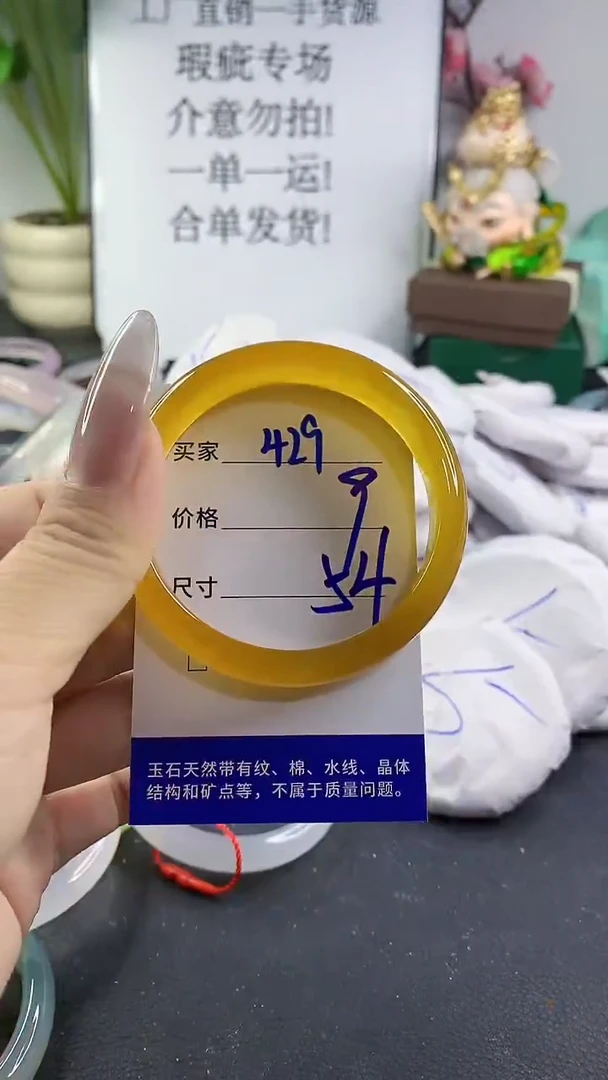 工厂直销一手货源
瑕疵专场
介意勿拍!
一单一运!
合单发货!
买家 429
价格
尺寸 54
玉石天然带有纹、棉、水线、晶体
结构和矿点等，不属于质量问题。